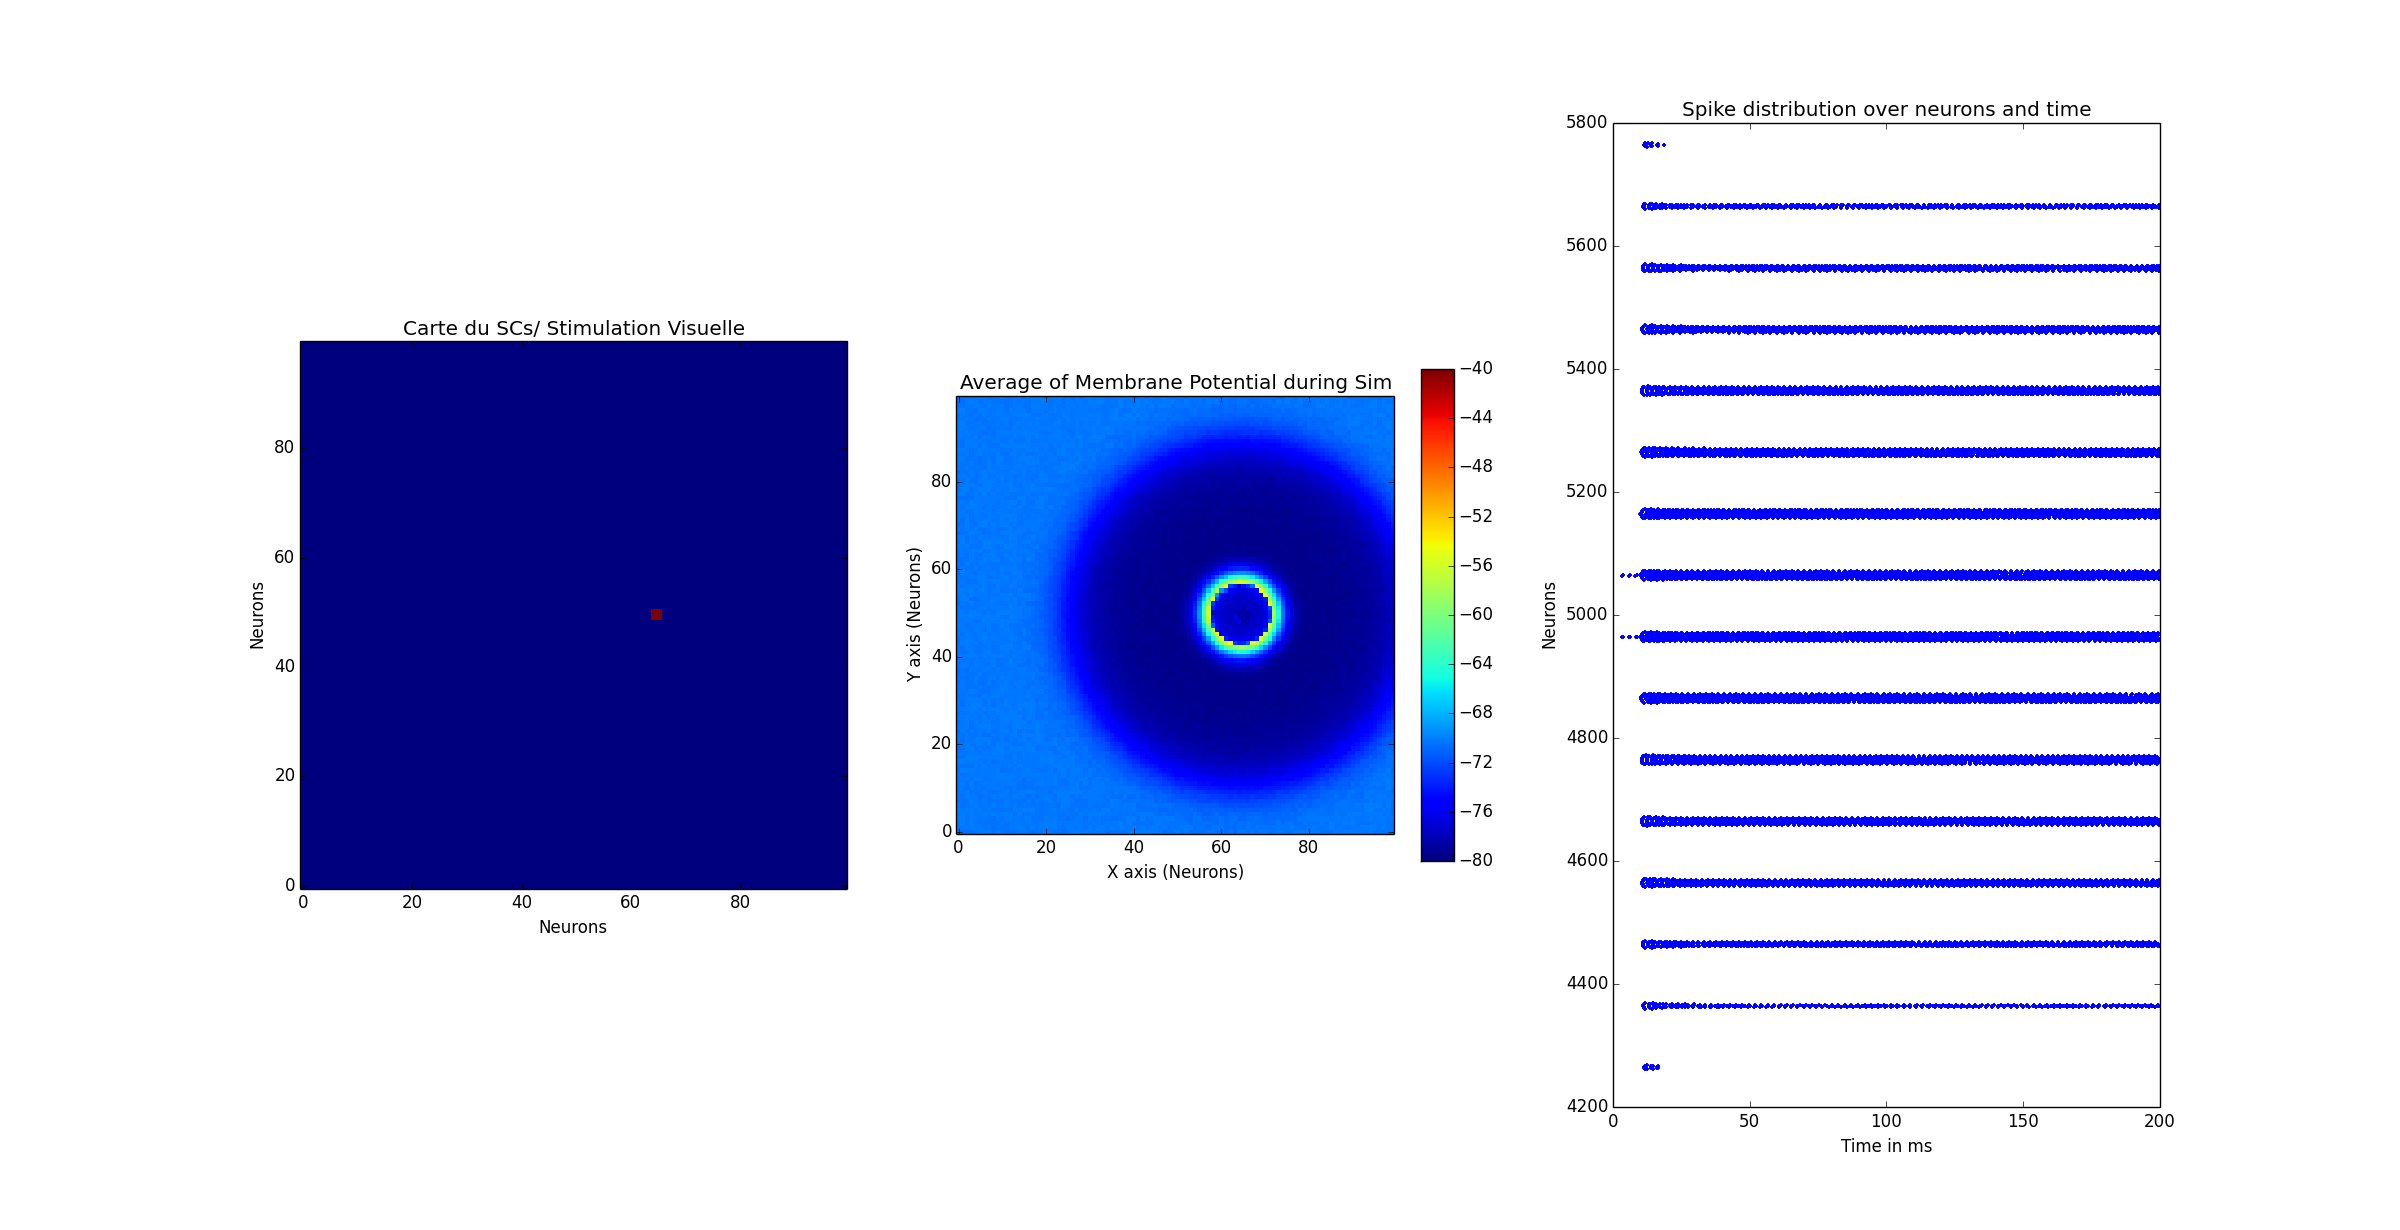 Carte du SCs/ Stimulation Visuelle
80
60
40
20
0
Neurons
0 20 40 60 80
Neurons
Average of Membrane Potential during Sim
80
60
40
20
0
Y axis (Neurons)
0 20 40 60 80
X axis (Neurons)
−40
−44
−48
−52
−56
−60
−64
−68
−72
−76
−80
Spike distribution over neurons and time
5800
5600
5400
5200
5000
4800
4600
4400
4200
Neurons
0 50 100 150 200
Time in ms